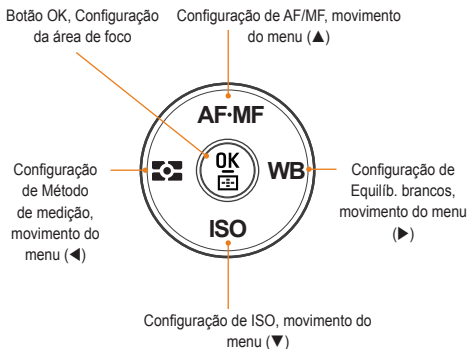 Botão OK, Configuração
da área de foco
Configuração de AF/MF, movimento
do menu (▲)
AF·MF
OK
WB
ISO
Configuração
de Método
de medição,
movimento do
menu (◀)
Configuração de
Equilíb. brancos,
movimento do menu
(▶)
Configuração de ISO, movimento do
menu (▼)